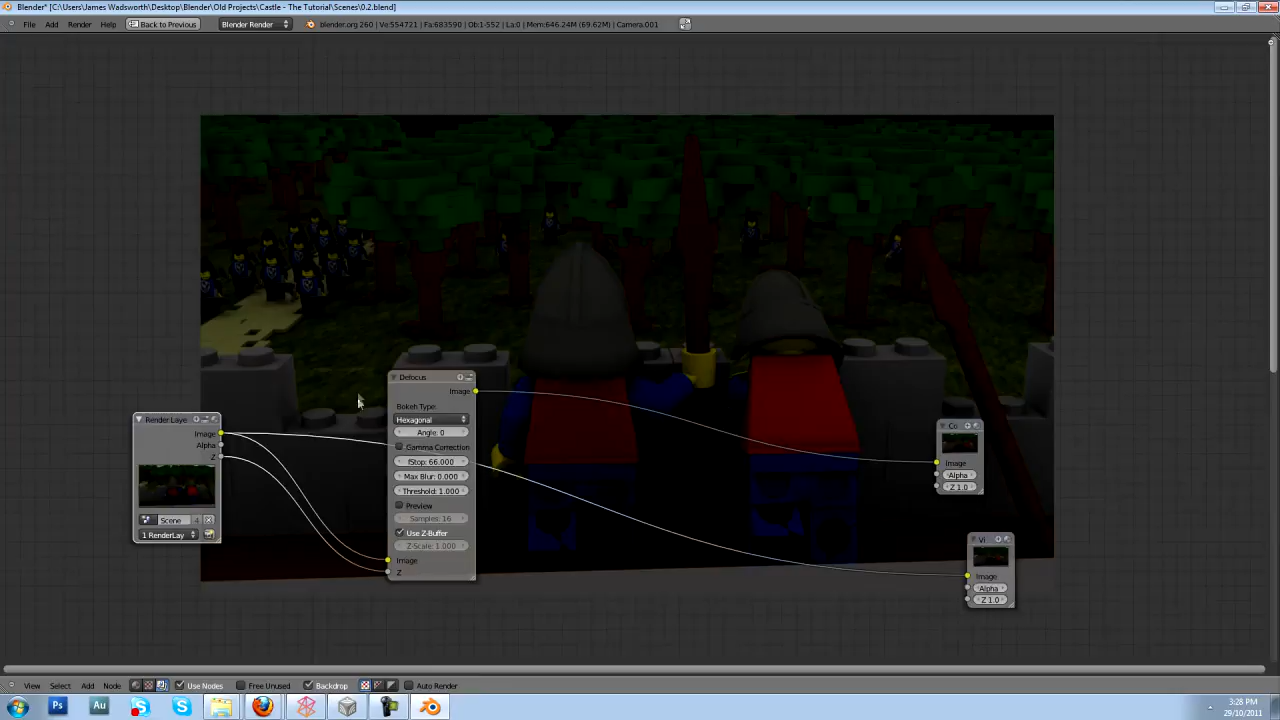 Blender* [C:\Users\James Wadsworth\Desktop\Blender\Old Projects\Castle - The Tutorial\Scenes\0.2.blend]
File Add Render Help Back to Previous Blender Render blender.org 260 | Ve:554721 | Fa:683590 | Ob:1-552 | La:0 | Mem:646.24M (69.62M) | Camera.001
Render Laye
Image
Alpha
Z
Scene 4
1 RenderLay
Defocus
Image
Bokeh Type:
Hexagonal
Angle: 0
Gamma Correction
fStop: 66.000
Max Blur: 0.000
Threshold: 1.000
Preview
Samples: 16
Use Z-Buffer
Z-Scale: 1.000
Image
Z
Co
Image
Alpha
Z 1.0
Vi
Image
Alpha
Z 1.0
View Select Add Node Use Nodes Free Unused Backdrop Auto Render
Ps Au
3:28 PM
29/10/2011